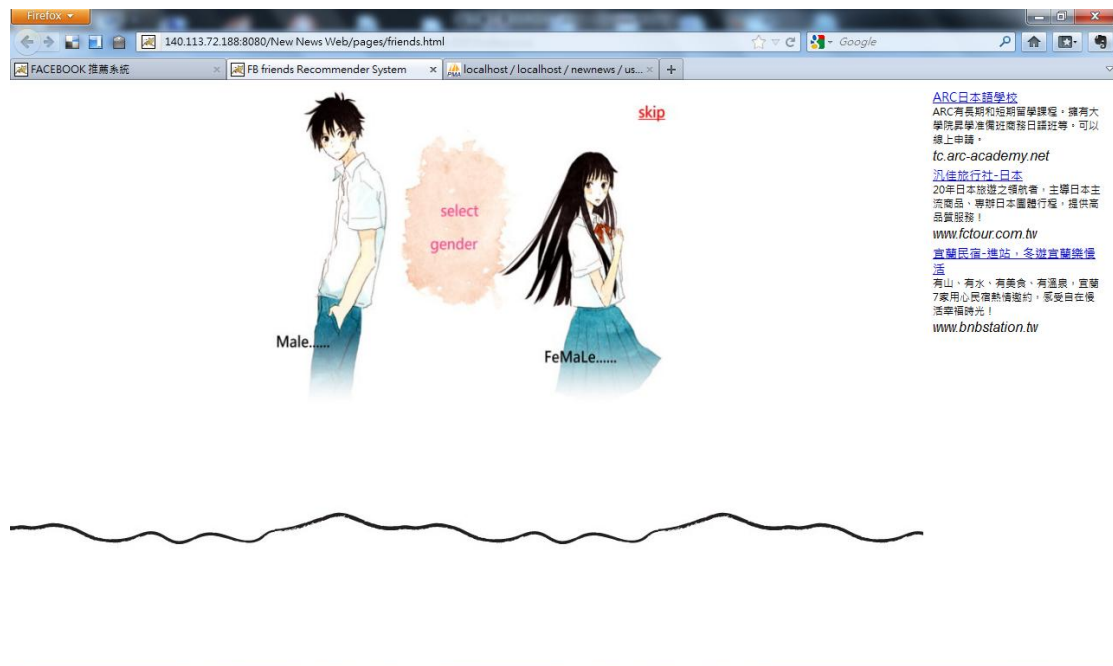 Firefox
140.113.72.188:8080/New News Web/pages/friends.html
Google
FACEBOOK 推薦系統
FB friends Recommender System
localhost / localhost / newnews / us...
skip
select
gender
Male......
FeMaLe......
ARC日本語學校
ARC有長期和短期留學課程。擁有大
學院昇學准備班商務日語班等。可以
線上申請。
tc.arc-academy.net
汎佳旅行社-日本
20年日本旅遊之領航者，主導日本主
流商品、專辦日本團體行程，提供高
品質服務！
www.fctour.com.tw
宜蘭民宿-進站，冬遊宜蘭樂慢
活
有山、有水、有美食、有溫泉，宜蘭
7家用心民宿熱情邀約，感受自在慢
活幸福時光！
www.bnbstation.tw